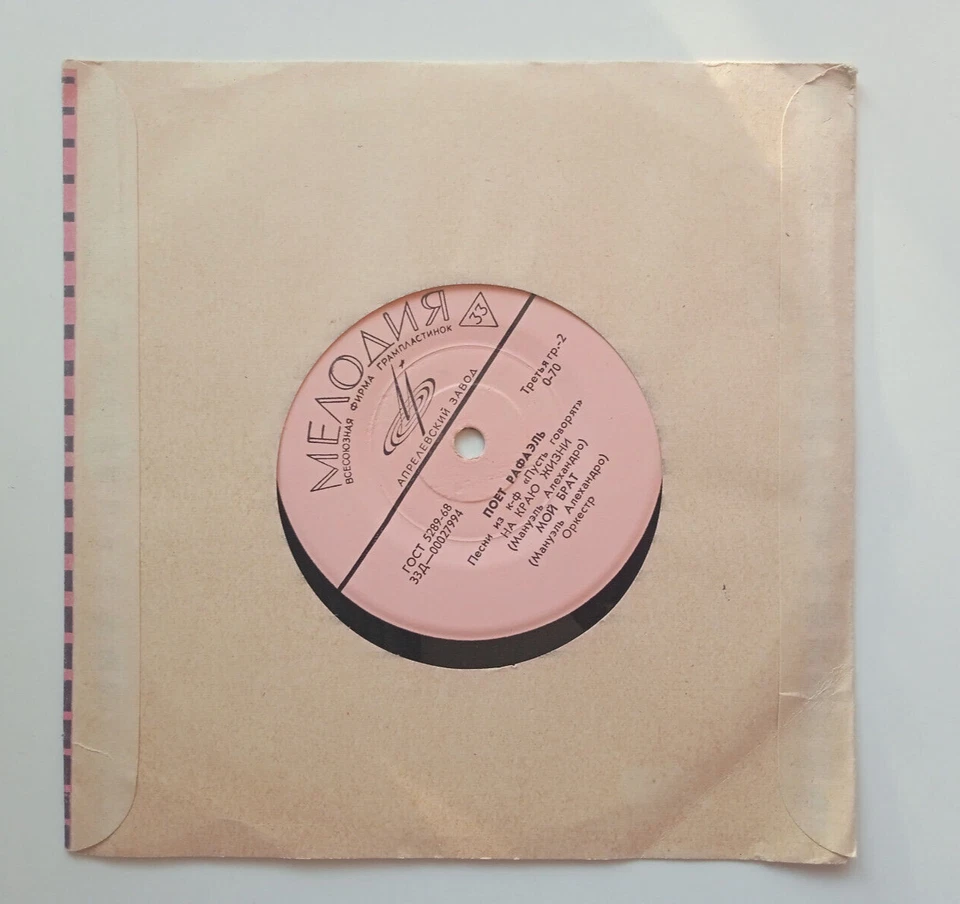 МЕЛОДИЯ
ВСЕСОЮЗНАЯ ФИРМА ГРАМПЛАСТИНОК
33
АПРЕЛЕВСКИЙ ЗАВОД
ГОСТ 5289-68
33Д—00027994
Третья гр.-2
0-70
ПОЕТ РАФАЭЛЬ
Песни из к-ф «Пусть говорят»
НА КРАЮ ЖИЗНИ
(Мануэль Алехандро)
МОЙ БРАТ
(Мануэль Алехандро)
Оркестр